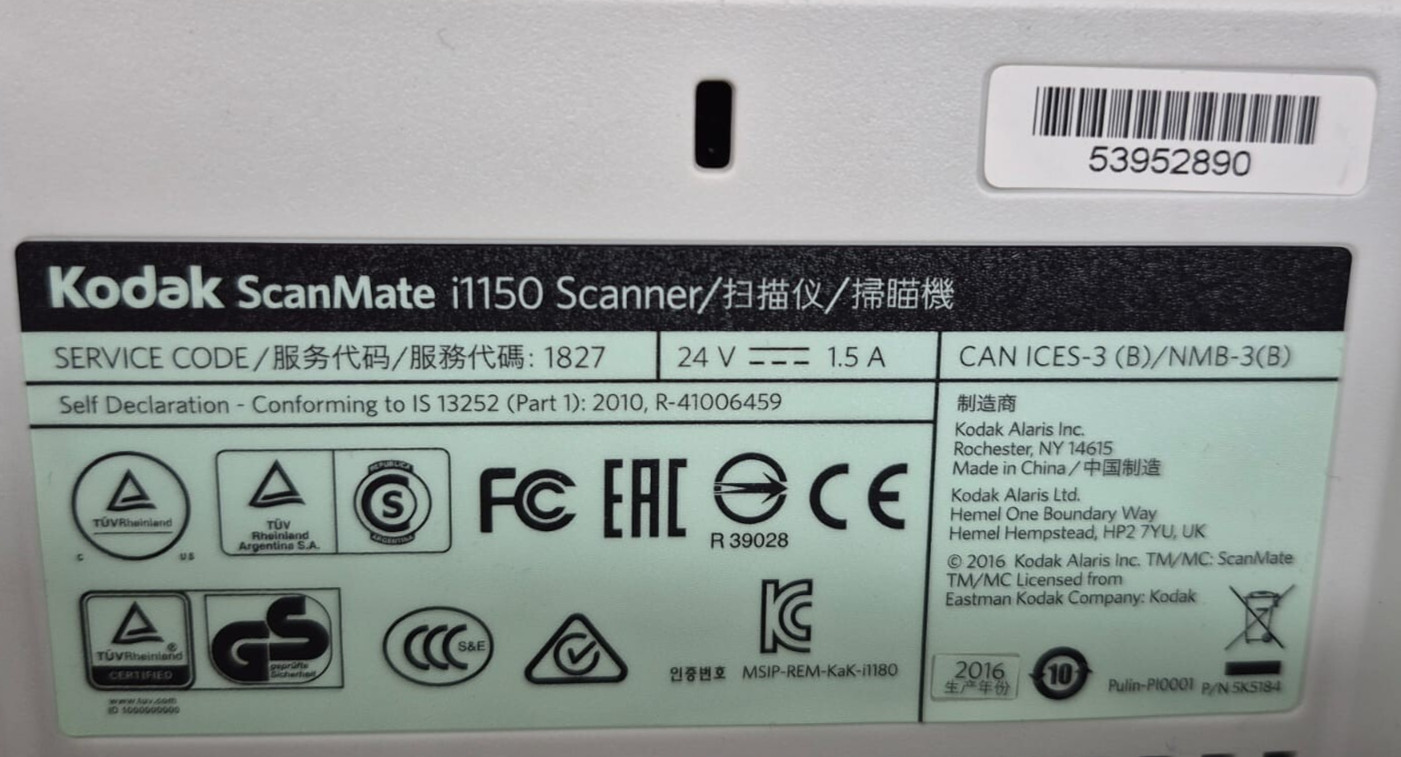 53952890
Kodak ScanMate i1150 Scanner/扫描仪/掃瞄機
SERVICE CODE/服务代码/服務代碼: 1827
24 V 1.5 A
CAN ICES-3 (B)/NMB-3(B)
Self Declaration - Conforming to IS 13252 (Part 1): 2010, R-41006459
制造商
Kodak Alaris Inc.
Rochester, NY 14615
Made in China / 中国制造
Kodak Alaris Ltd.
Hemel One Boundary Way
Hemel Hempstead, HP2 7YU, UK
© 2016 Kodak Alaris Inc. TM/MC: ScanMate
TM/MC Licensed from
Eastman Kodak Company: Kodak
TÜVRheinland
C US
TÜV
Rheinland
Argentina S.A.
REPUBLICA
S
ARGENTINA
FC
EAC
R 39028
CE
TÜVRheinland®
CERTIFIED
www.tuv.com
GS
geprüfte
Sicherheit
CCC S&E
KC
인증번호 MSIP-REM-KaK-i1180
2016
生产年份
10
Pulin-PI0001
P/N 5K5184